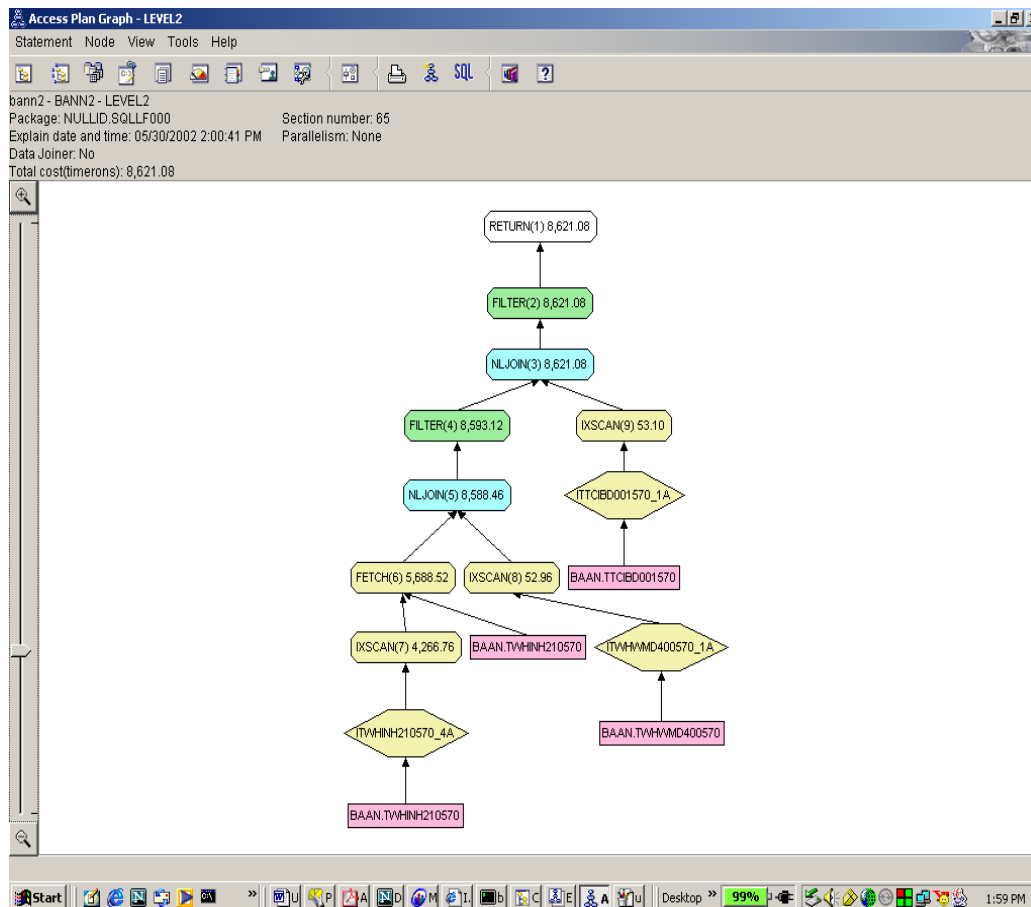 Access Plan Graph - LEVEL2
Statement Node View Tools Help
SQL
?
bann2 - BANN2 - LEVEL2
Package: NULLID.SQLLF000 Section number: 65
Explain date and time: 05/30/2002 2:00:41 PM Parallelism: None
Data Joiner: No
Total cost(timerons): 8,621.08
RETURN(1) 8,621.08
FILTER(2) 8,621.08
NLJOIN(3) 8,621.08
FILTER(4) 8,593.12 IXSCAN(9) 53.10
NLJOIN(5) 8,588.46 ITTCIBD001570_1A
FETCH(6) 5,688.52 IXSCAN(8) 52.96 BAAN.TTCIBD001570
IXSCAN(7) 4,266.76 BAAN.TWHINH210570 ITWHWMD400570_1A
ITWHINH210570_4A BAAN.TWHWMD400570
BAAN.TWHINH210570
Start » U P A D M I. b C E A u Desktop » 99% 1:59 PM